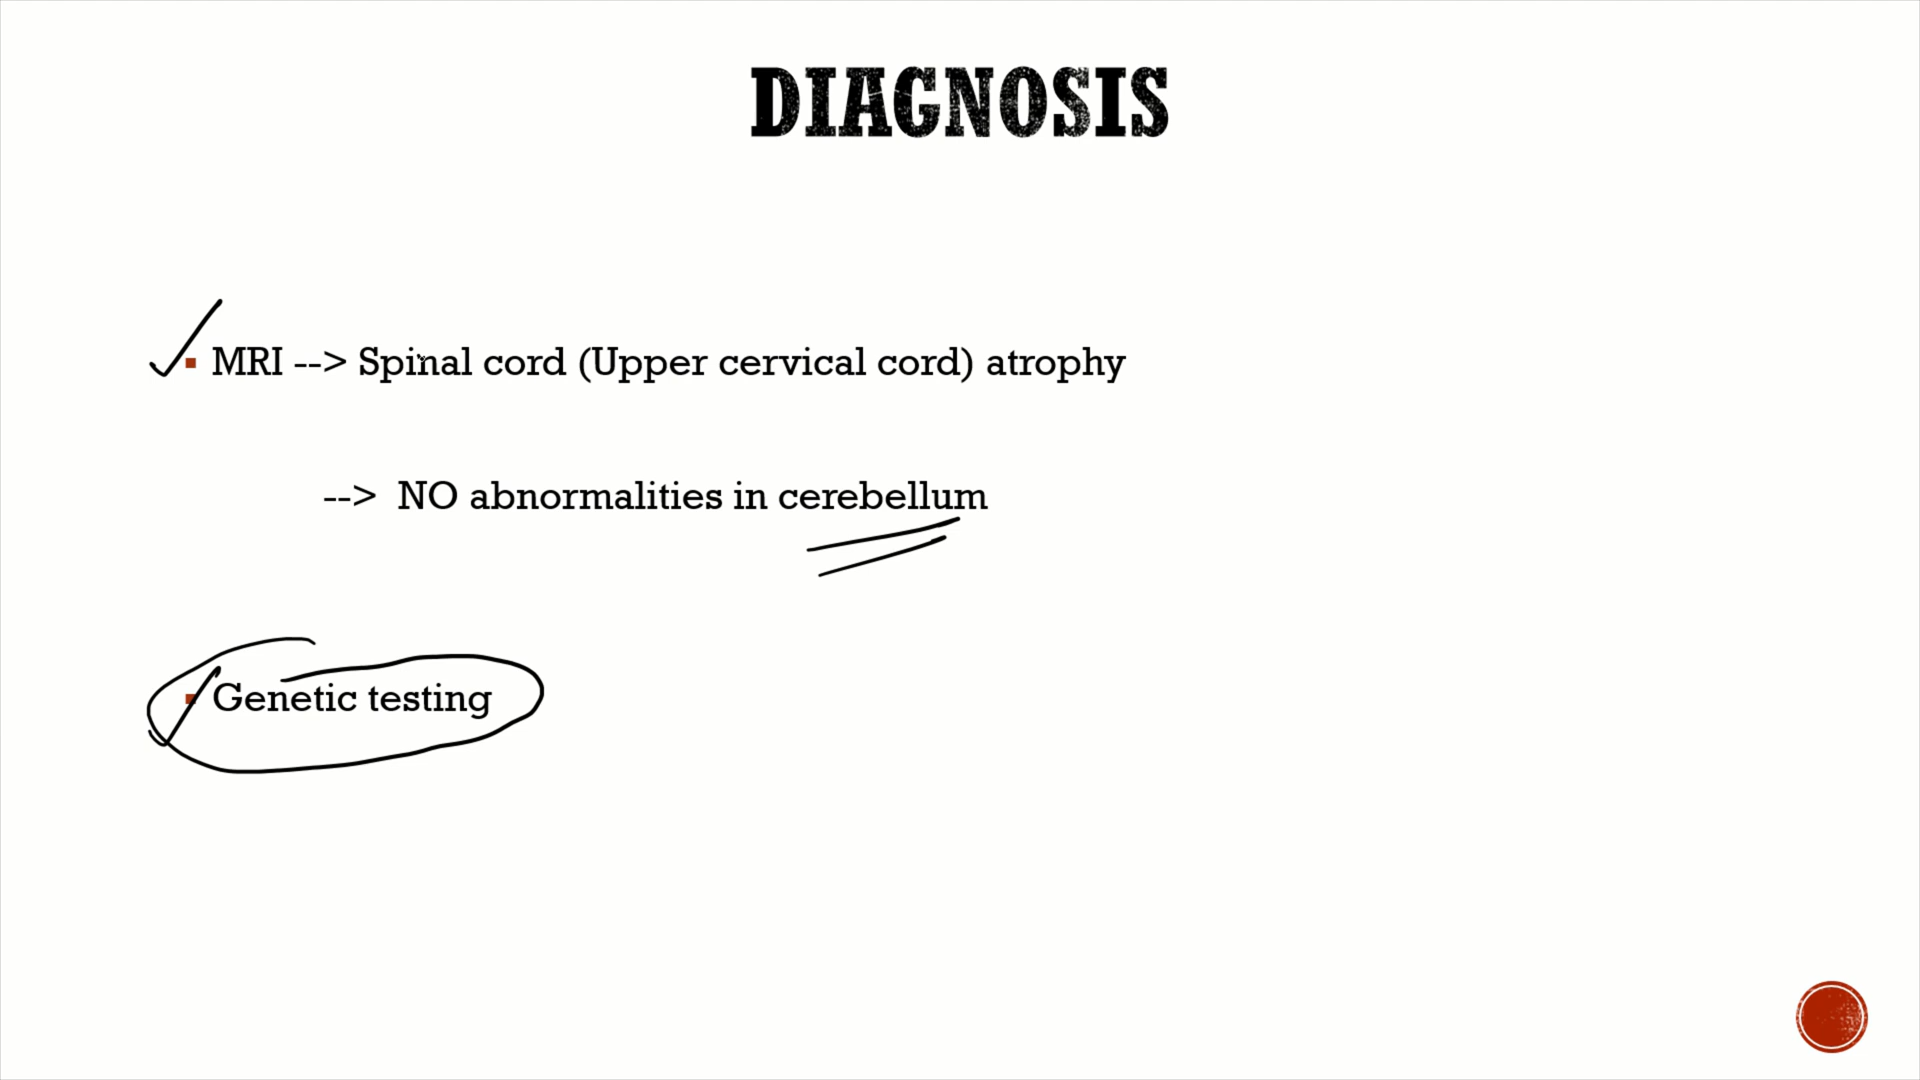 DIAGNOSIS
▪ MRI --> Spinal cord (Upper cervical cord) atrophy
--> NO abnormalities in cerebellum
▪ Genetic testing